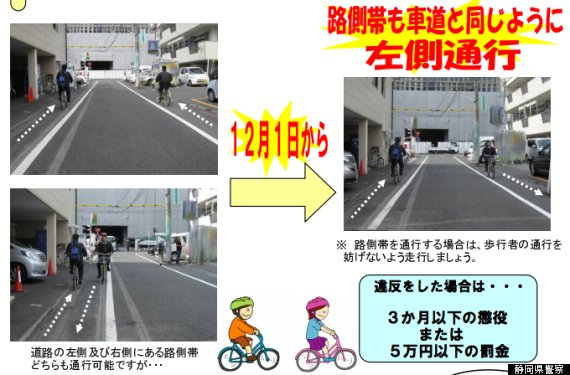 路側帯も車道と同じように
左側通行
12月1日から
※ 路側帯を通行する場合は、歩行者の通行を
妨げないよう走行しましょう。
道路の左側及び右側にある路側帯
どちらも通行可能ですが・・・
違反をした場合は・・・
3か月以下の懲役
または
5万円以下の罰金
静岡県警察